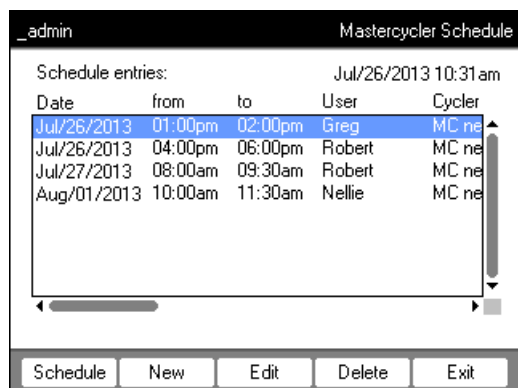 _admin Mastercycler Schedule
Schedule entries: Jul/26/2013 10:31am
Date from to User Cycler
Jul/26/2013 01:00pm 02:00pm Greg MC ne
Jul/26/2013 04:00pm 06:00pm Robert MC ne
Jul/27/2013 08:00am 09:30am Robert MC ne
Aug/01/2013 10:00am 11:30am Nellie MC ne
Schedule New Edit Delete Exit